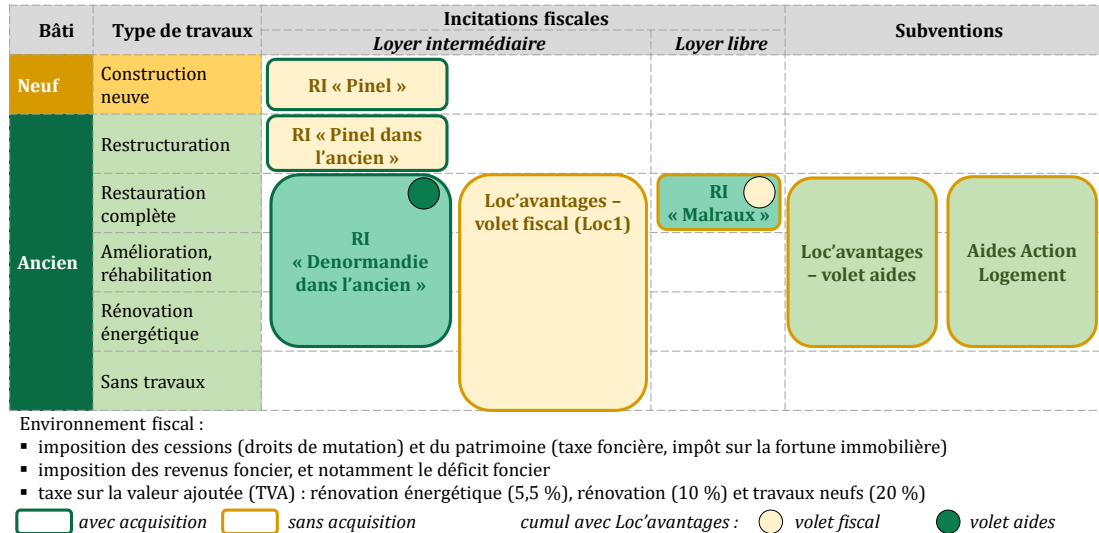 Bâti
Type de travaux
Incitations fiscales
Loyer intermédiaire
Loyer libre
Subventions
Neuf
Construction
neuve
RI « Pinel »
Ancien
Restructuration
RI « Pinel dans
l’ancien »
Restauration
complète
Amélioration,
réhabilitation
Rénovation
énergétique
Sans travaux
RI
« Denormandie
dans l’ancien »
Loc’avantages –
volet fiscal (Loc1)
RI
« Malraux »
Loc’avantages
– volet aides
Aides Action
Logement
Environnement fiscal :
▪ imposition des cessions (droits de mutation) et du patrimoine (taxe foncière, impôt sur la fortune immobilière)
▪ imposition des revenus foncier, et notamment le déficit foncier
▪ taxe sur la valeur ajoutée (TVA) : rénovation énergétique (5,5 %), rénovation (10 %) et travaux neufs (20 %)
avec acquisition sans acquisition cumul avec Loc’avantages : volet fiscal volet aides